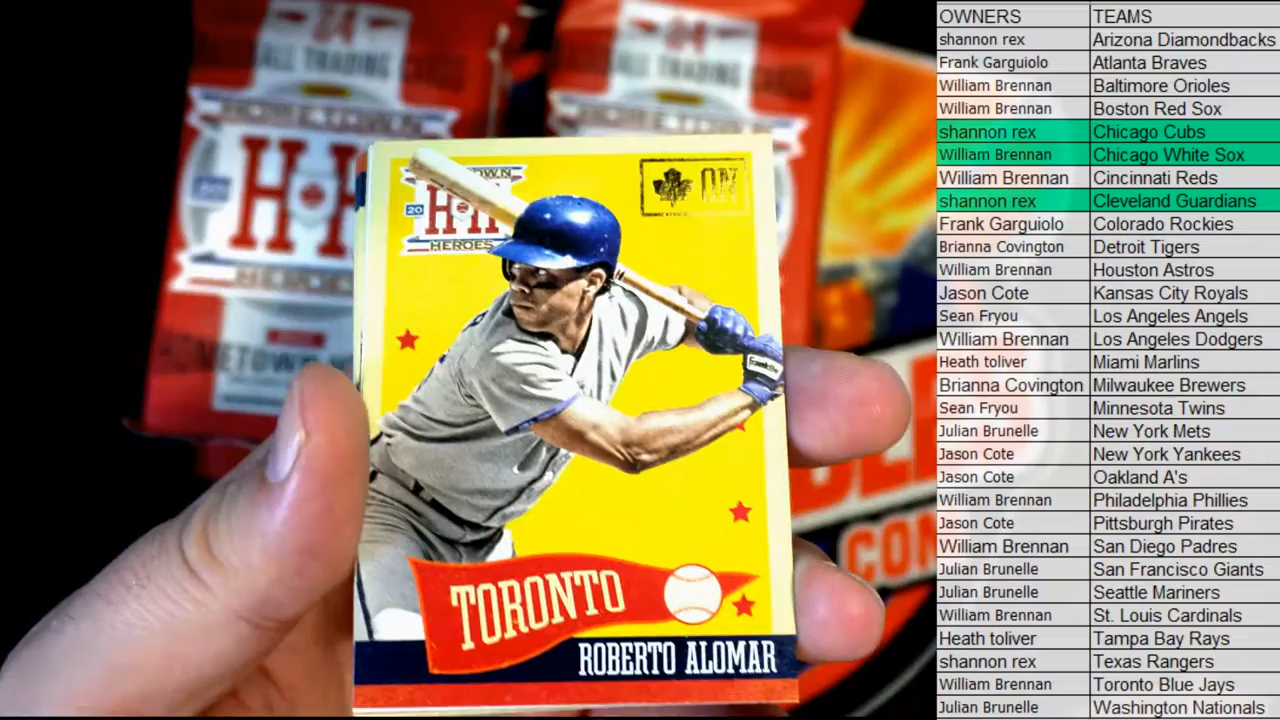 OWNERS TEAMS
shannon rex Arizona Diamondbacks
Frank Garguiolo Atlanta Braves
William Brennan Baltimore Orioles
William Brennan Boston Red Sox
shannon rex Chicago Cubs
William Brennan Chicago White Sox
William Brennan Cincinnati Reds
shannon rex Cleveland Guardians
Frank Garguiolo Colorado Rockies
Brianna Covington Detroit Tigers
William Brennan Houston Astros
Jason Cote Kansas City Royals
Sean Fryou Los Angeles Angels
William Brennan Los Angeles Dodgers
Heath toliver Miami Marlins
Brianna Covington Milwaukee Brewers
Sean Fryou Minnesota Twins
Julian Brunelle New York Mets
Jason Cote New York Yankees
Jason Cote Oakland A's
William Brennan Philadelphia Phillies
Jason Cote Pittsburgh Pirates
William Brennan San Diego Padres
Julian Brunelle San Francisco Giants
Julian Brunelle Seattle Mariners
William Brennan St. Louis Cardinals
Heath toliver Tampa Bay Rays
shannon rex Texas Rangers
William Brennan Toronto Blue Jays
Julian Brunelle Washington Nationals
ALL TRADING
20
HH
HEROES
ON
Franklin
TORONTO
ROBERTO ALOMAR